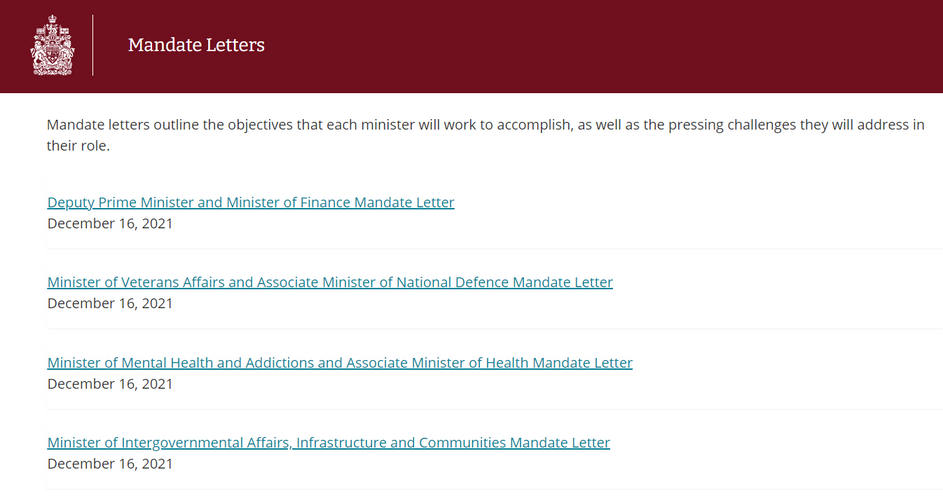 Mandate Letters
Mandate letters outline the objectives that each minister will work to accomplish, as well as the pressing challenges they will address in
their role.
Deputy Prime Minister and Minister of Finance Mandate Letter
December 16, 2021
Minister of Veterans Affairs and Associate Minister of National Defence Mandate Letter
December 16, 2021
Minister of Mental Health and Addictions and Associate Minister of Health Mandate Letter
December 16, 2021
Minister of Intergovernmental Affairs, Infrastructure and Communities Mandate Letter
December 16, 2021